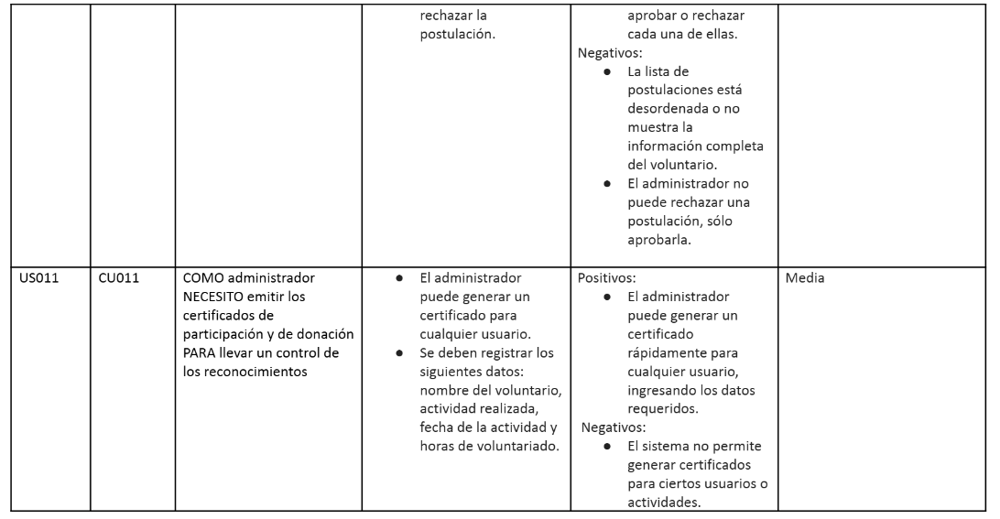 rechazar la
postulación.
aprobar o rechazar
cada una de ellas.
Negativos:
● La lista de
postulaciones está
desordenada o no
muestra la
información completa
del voluntario.
● El administrador no
puede rechazar una
postulación, sólo
aprobarla.
US011
CU011
COMO administrador
NECESITO emitir los
certificados de
participación y de donación
PARA llevar un control de
los reconocimientos
● El administrador
puede generar un
certificado para
cualquier usuario.
● Se deben registrar los
siguientes datos:
nombre del voluntario,
actividad realizada,
fecha de la actividad y
horas de voluntariado.
Positivos:
● El administrador
puede generar un
certificado
rápidamente para
cualquier usuario,
ingresando los datos
requeridos.
Negativos:
● El sistema no permite
generar certificados
para ciertos usuarios o
actividades.
Media